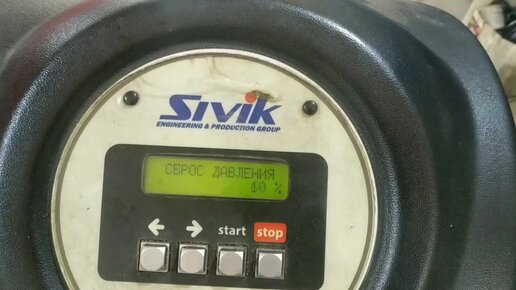 SIVIK
ENGINEERING & PRODUCTION GROUP
СБРОС ДАВЛЕНИЯ
10 %
← → start stop